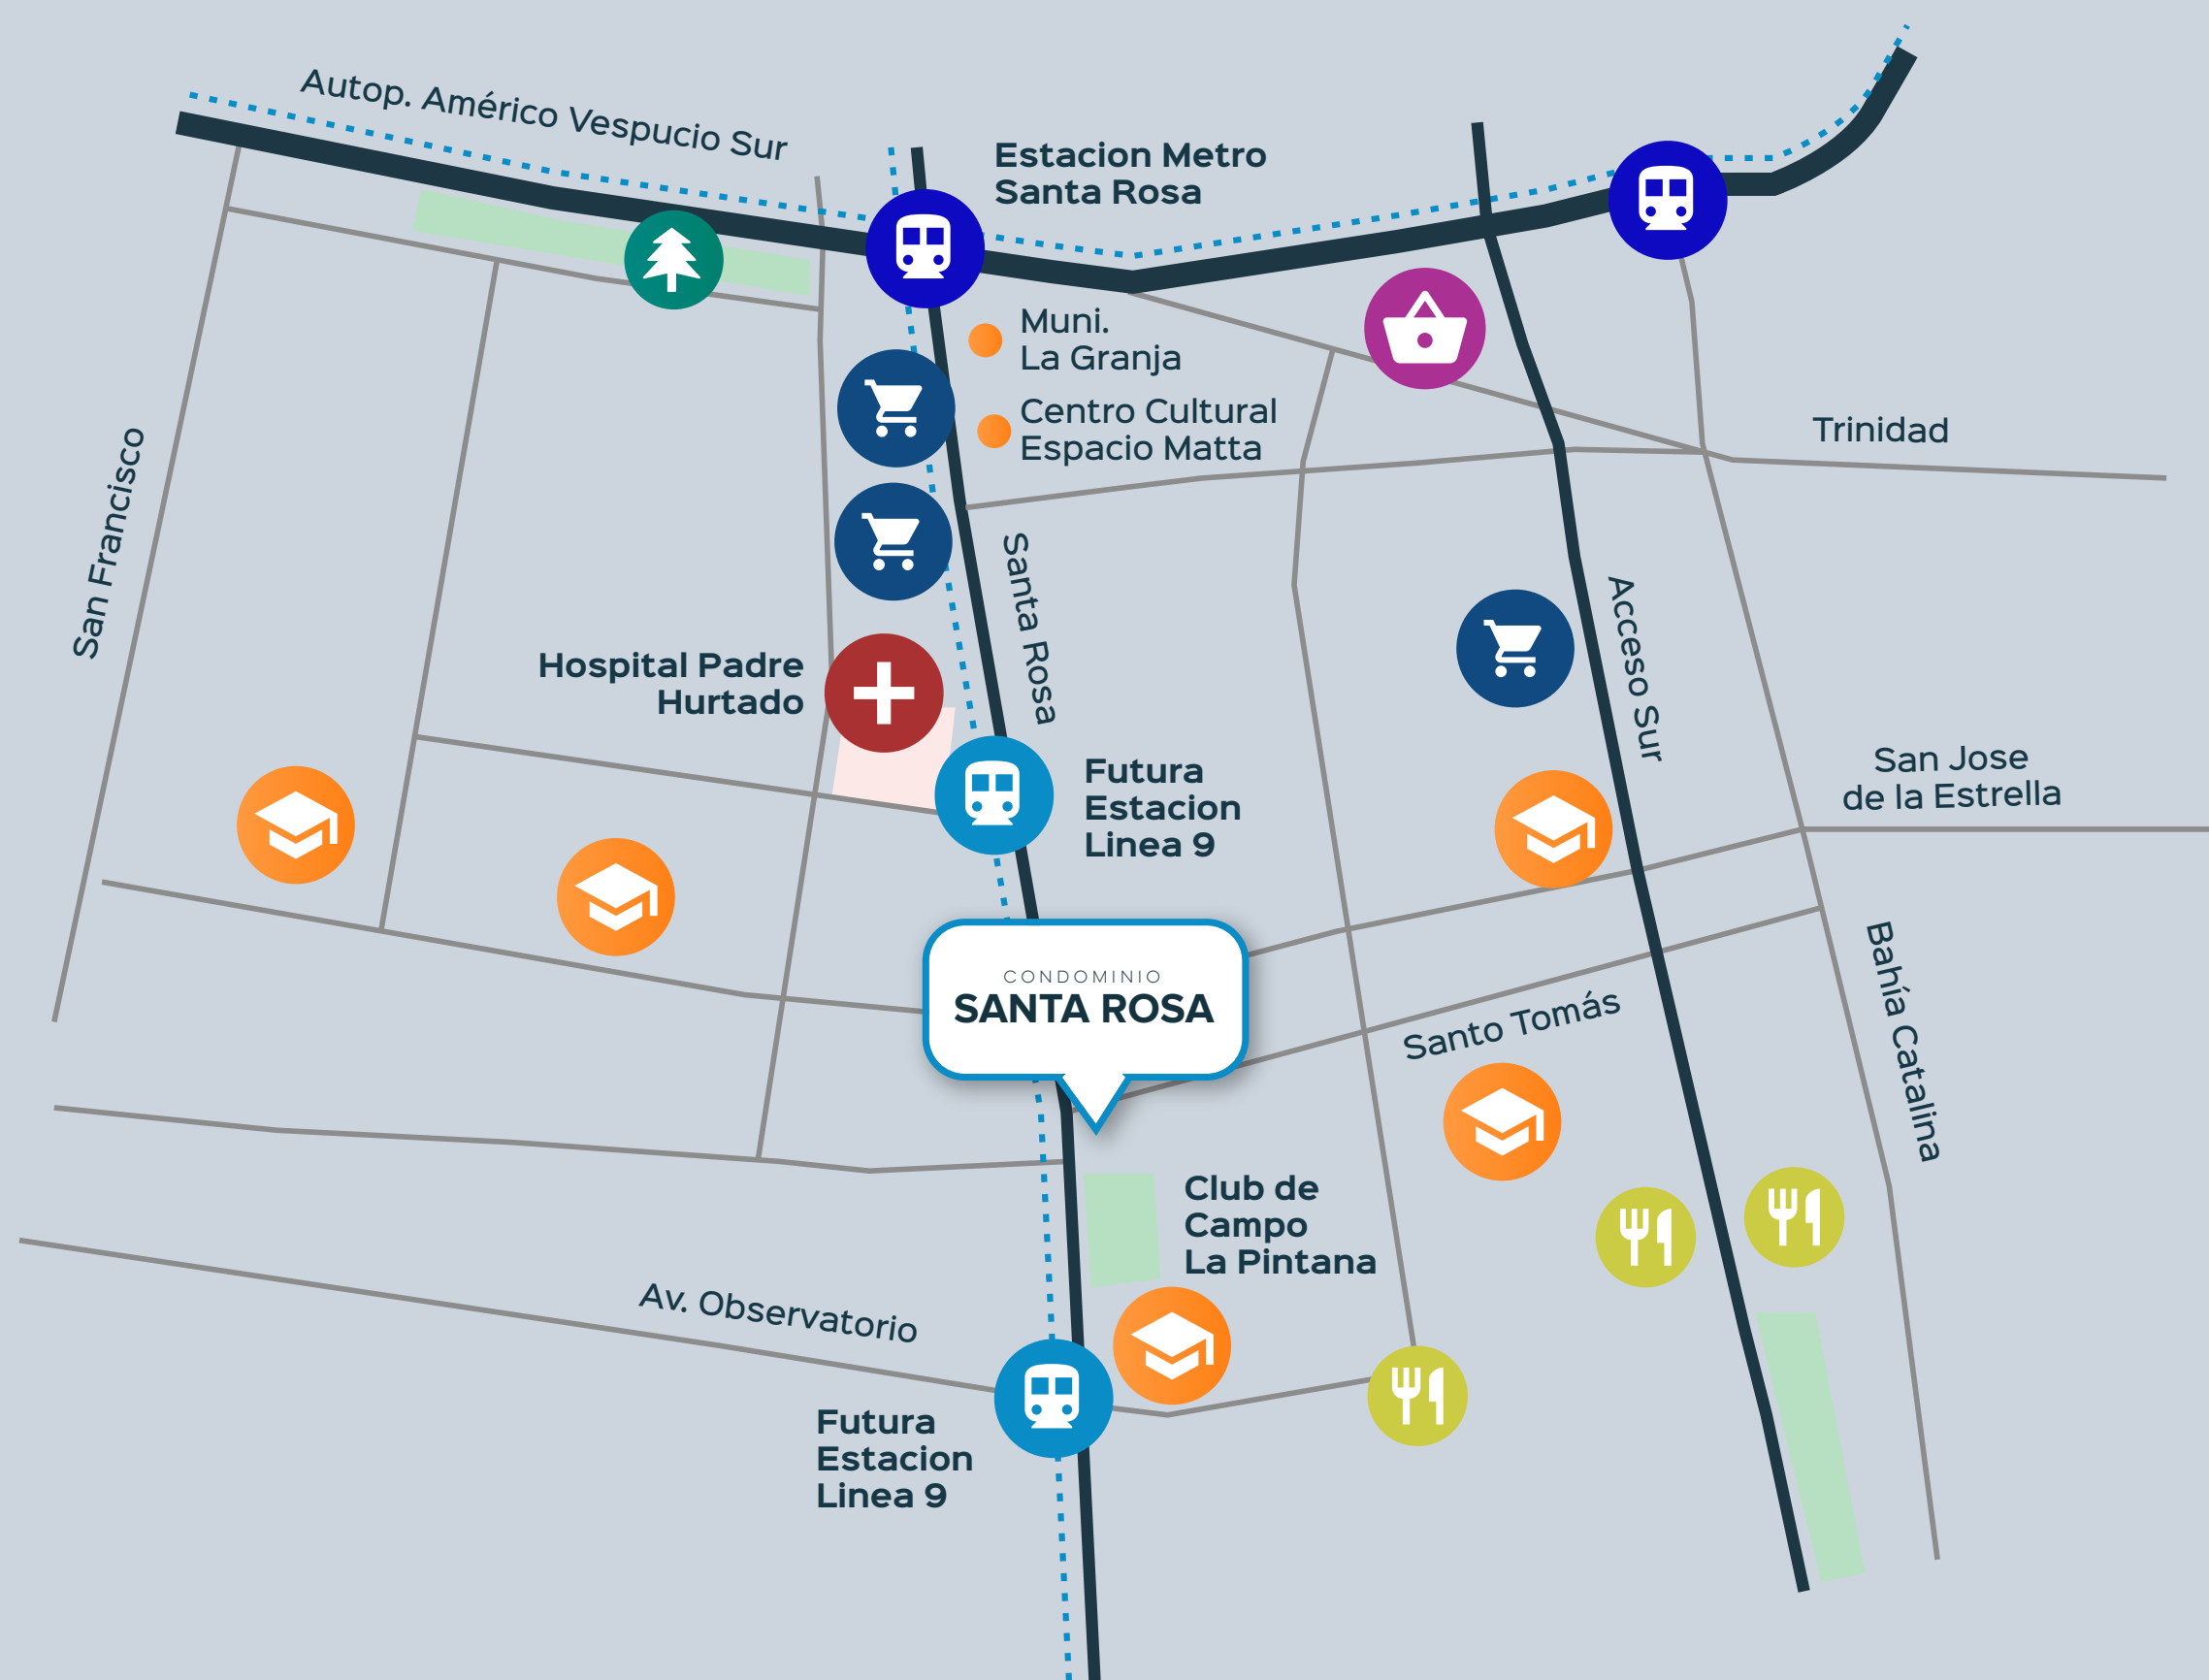 Autop. Américo Vespucio Sur
Estacion Metro
Santa Rosa
Muni.
La Granja
Centro Cultural
Espacio Matta
Trinidad
San Francisco
Santa Rosa
Acceso Sur
Hospital Padre
Hurtado
Futura
Estacion
Linea 9
San Jose
de la Estrella
CONDOMINIO
SANTA ROSA
Santo Tomás
Bahía Catalina
Club de
Campo
La Pintana
Av. Observatorio
Futura
Estacion
Linea 9